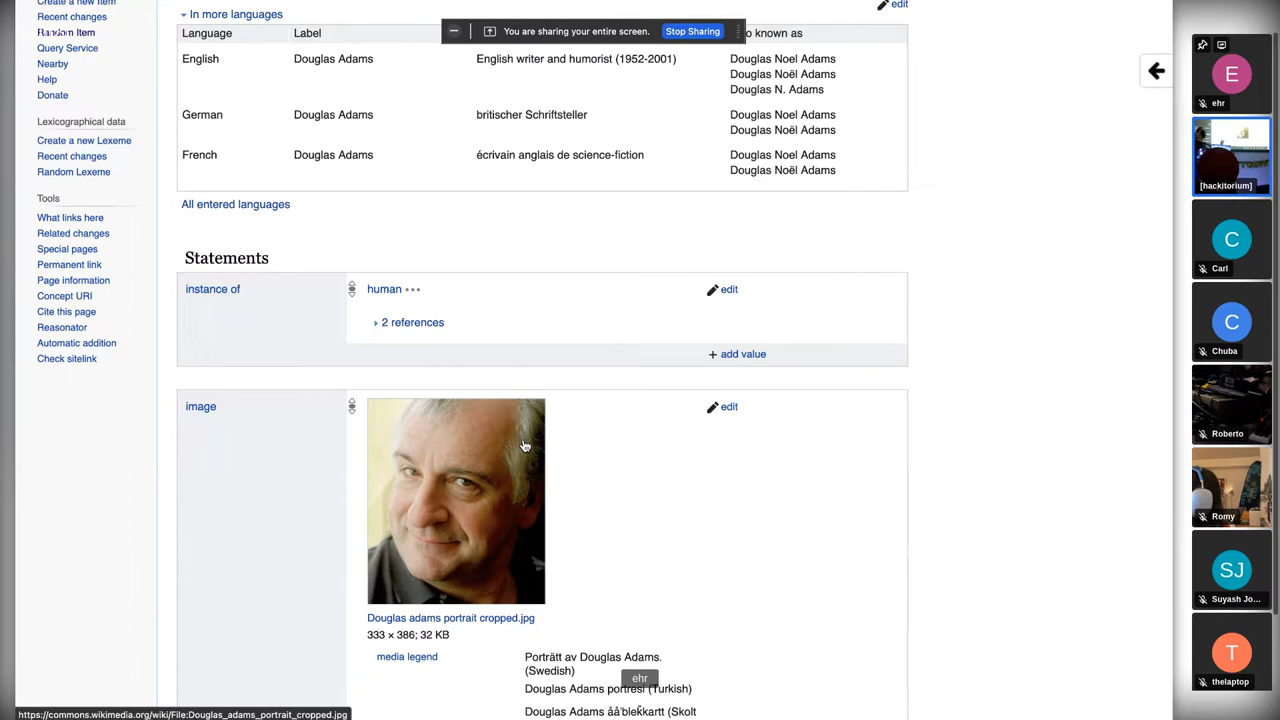 Create a new Item
Recent changes
Random Item
Query Service
Nearby
Help
Donate
Lexicographical data
Create a new Lexeme
Recent changes
Random Lexeme
Tools
What links here
Related changes
Special pages
Permanent link
Page information
Concept URI
Cite this page
Reasonator
Automatic addition
Check sitelink
In more languages
edit
You are sharing your entire screen. Stop Sharing
Language Label o known as
English Douglas Adams English writer and humorist (1952-2001) Douglas Noel Adams
Douglas Noël Adams
Douglas N. Adams
German Douglas Adams britischer Schriftsteller Douglas Noel Adams
Douglas Noël Adams
French Douglas Adams écrivain anglais de science-fiction Douglas Noel Adams
Douglas Noël Adams
All entered languages
Statements
instance of human edit
2 references
+ add value
image edit
Douglas adams portrait cropped.jpg
333 × 386; 32 KB
media legend Porträtt av Douglas Adams.
(Swedish)
Douglas Adams portresi (Turkish)
Douglas Adams åå´blekkartt (Skolt
ehr
https://commons.wikimedia.org/wiki/File:Douglas_adams_portrait_cropped.jpg
E
ehr
[hackitorium]
C
Carl
C
Chuba
Roberto
Romy
SJ
Suyash Jo...
T
thelaptop